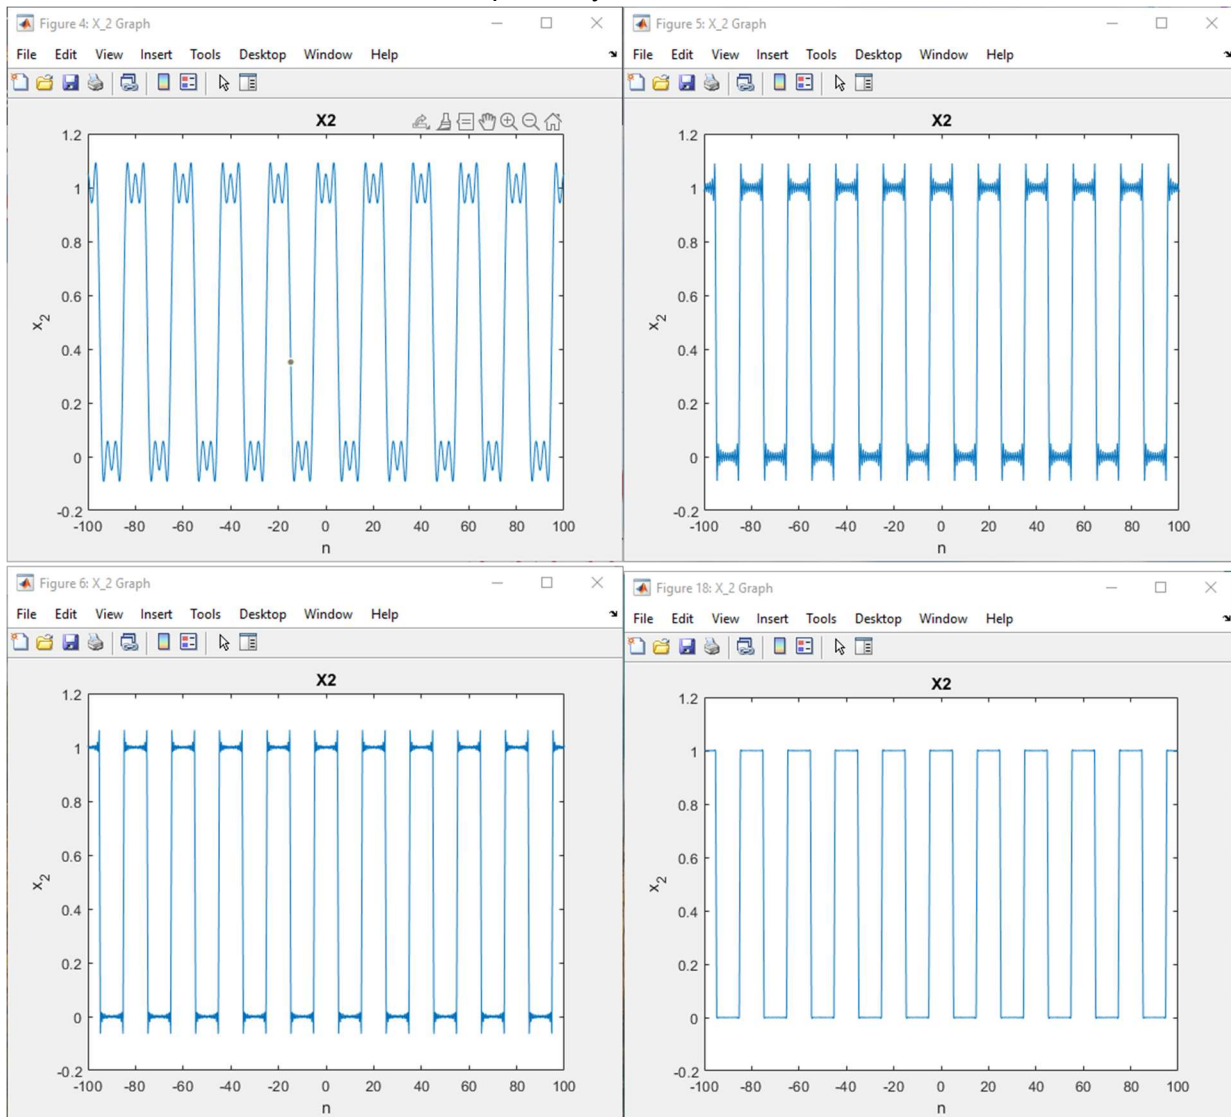 Figure 4: X_2 Graph
File Edit View Insert Tools Desktop Window Help
X2
1.2
1
0.8
0.6
0.4
0.2
0
-0.2
x2
-100 -80 -60 -40 -20 0 20 40 60 80 100
n
Figure 5: X_2 Graph
File Edit View Insert Tools Desktop Window Help
X2
1.2
1
0.8
0.6
0.4
0.2
0
-0.2
x2
-100 -80 -60 -40 -20 0 20 40 60 80 100
n
Figure 6: X_2 Graph
File Edit View Insert Tools Desktop Window Help
X2
1.2
1
0.8
0.6
0.4
0.2
0
-0.2
x2
-100 -80 -60 -40 -20 0 20 40 60 80 100
n
Figure 18: X_2 Graph
File Edit View Insert Tools Desktop Window Help
X2
1.2
1
0.8
0.6
0.4
0.2
0
-0.2
x2
-100 -80 -60 -40 -20 0 20 40 60 80 100
n